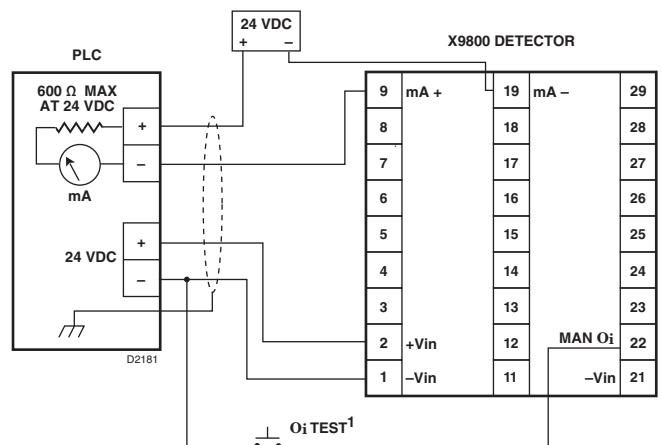 24 VDC
+ –
PLC
X9800 DETECTOR
600 Ω MAX
AT 24 VDC
+
–
mA
24 VDC
+
–
D2181
9 mA + 19 mA – 29
8 18 28
7 17 27
6 16 26
5 15 25
4 14 24
3 13 23
2 +Vin 12 MAN Oi 22
1 –Vin 11 –Vin 21
Oi TEST1